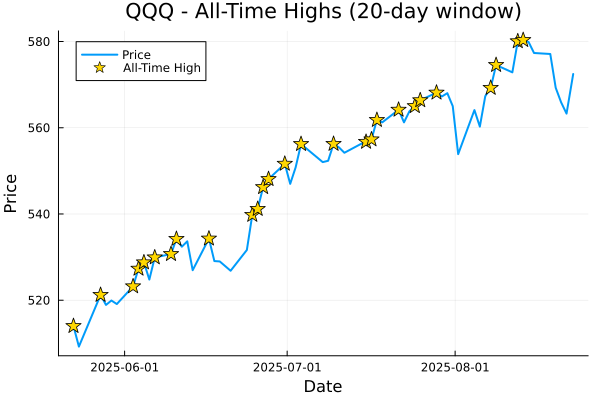 QQQ - All-Time Highs (20-day window)
Price
All-Time High
580
560
540
520
Price
2025-06-01
2025-07-01
2025-08-01
Date